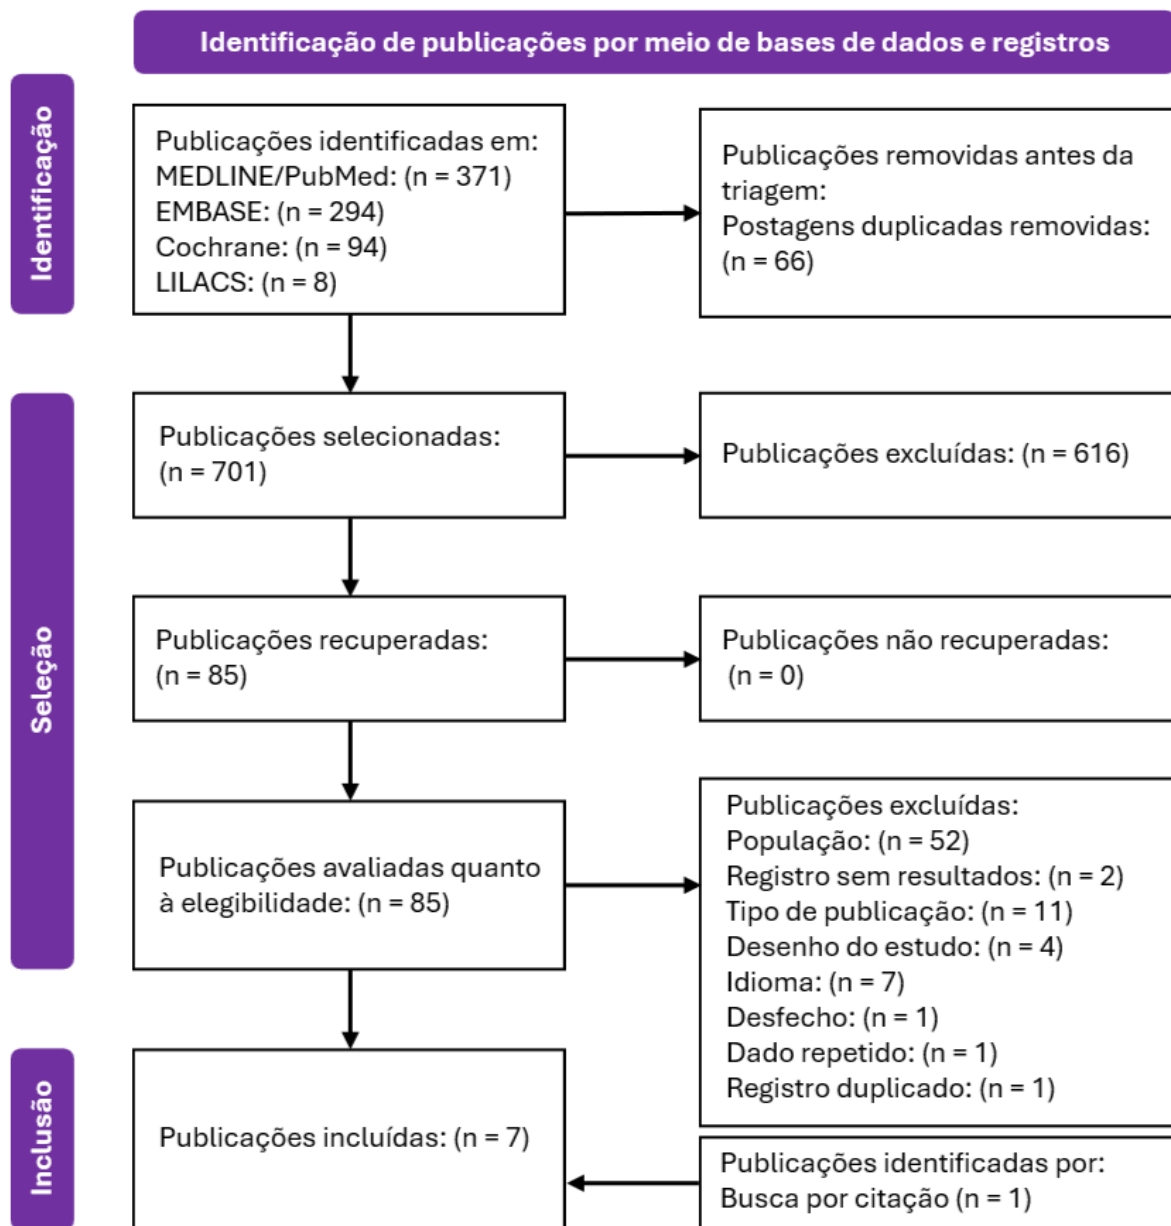 Identificação de publicações por meio de bases de dados e registros
Identificação
Publicações identificadas em:
MEDLINE/PubMed: (n = 371)
EMBASE: (n = 294)
Cochrane: (n = 94)
LILACS: (n = 8)
Publicações removidas antes da
triagem:
Postagens duplicadas removidas:
(n = 66)
Seleção
Publicações selecionadas:
(n = 701)
Publicações excluídas: (n = 616)
Publicações recuperadas:
(n = 85)
Publicações não recuperadas:
(n = 0)
Publicações avaliadas quanto
à elegibilidade: (n = 85)
Publicações excluídas:
População: (n = 52)
Registro sem resultados: (n = 2)
Tipo de publicação: (n = 11)
Desenho do estudo: (n = 4)
Idioma: (n = 7)
Desfecho: (n = 1)
Dado repetido: (n = 1)
Registro duplicado: (n = 1)
Inclusão
Publicações incluídas: (n = 7)
Publicações identificadas por:
Busca por citação (n = 1)